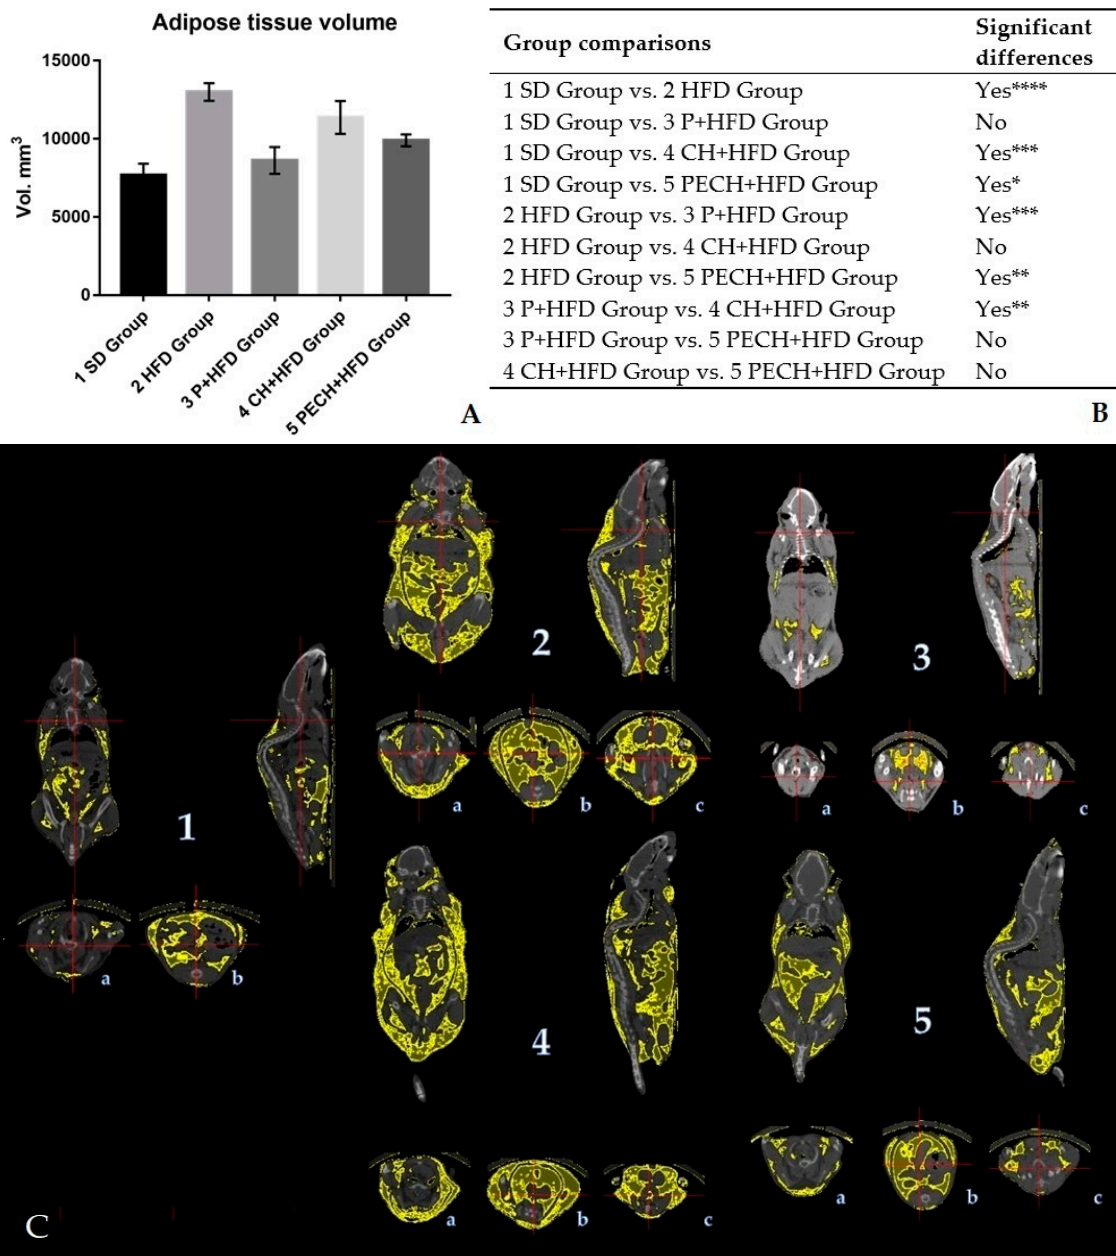 Adipose tissue volume
Vol. mm³
15000
10000
5000
0
1 SD Group
2 HFD Group
3 P+HFD Group
4 CH+HFD Group
5 PECH+HFD Group
A
Group comparisons Significant differences
1 SD Group vs. 2 HFD Group Yes****
1 SD Group vs. 3 P+HFD Group No
1 SD Group vs. 4 CH+HFD Group Yes***
1 SD Group vs. 5 PECH+HFD Group Yes*
2 HFD Group vs. 3 P+HFD Group Yes***
2 HFD Group vs. 4 CH+HFD Group No
2 HFD Group vs. 5 PECH+HFD Group Yes**
3 P+HFD Group vs. 4 CH+HFD Group Yes**
3 P+HFD Group vs. 5 PECH+HFD Group No
4 CH+HFD Group vs. 5 PECH+HFD Group No
B
1
a b
2
a b c
3
a b c
4
a b c
5
a b c
C